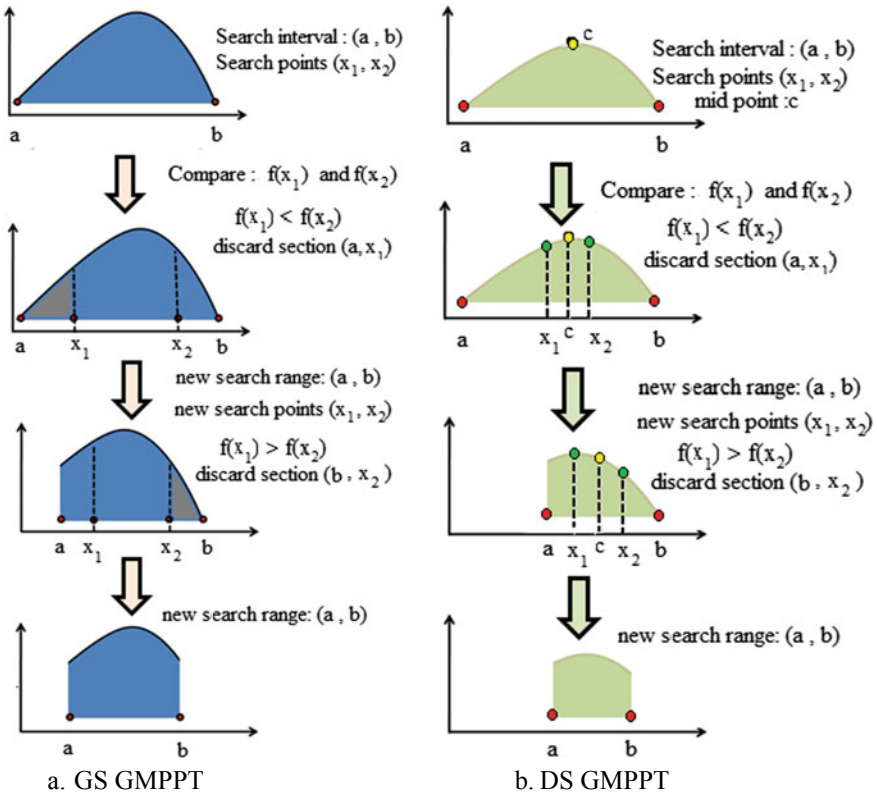 Search interval : (a , b)
Search points (x₁, x₂)
a b
Compare : f(x₁) and f(x₂)
f(x₁) < f(x₂)
discard section (a, x₁)
a x₁ x₂ b
new search range: (a , b)
new search points (x₁, x₂)
f(x₁) > f(x₂)
discard section (b , x₂)
a x₁ x₂ b
new search range: (a , b)
a b
a. GS GMPPT
c
Search interval : (a , b)
Search points (x₁, x₂)
mid point :c
a b
Compare : f(x₁) and f(x₂)
f(x₁) < f(x₂)
discard section (a, x₁)
a x₁ c x₂ b
new search range: (a , b)
new search points (x₁, x₂)
f(x₁) > f(x₂)
discard section (b , x₂)
a x₁ c x₂ b
new search range: (a , b)
a b
b. DS GMPPT